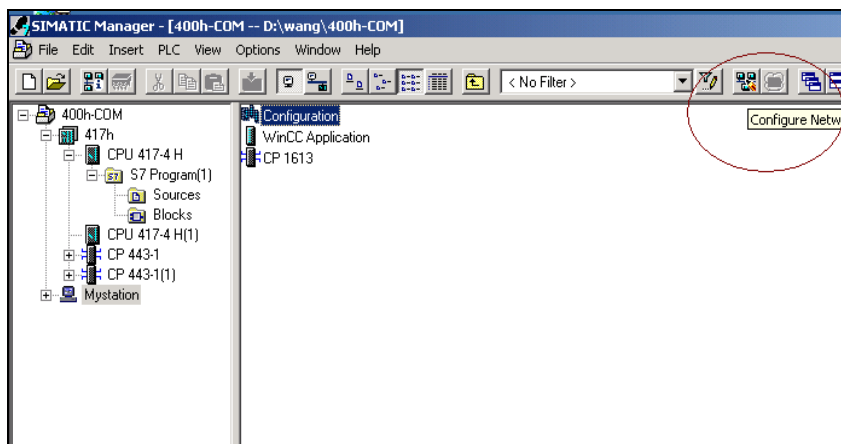 SIMATIC Manager - [400h-COM -- D:\wang\400h-COM]
File Edit Insert PLC View Options Window Help
< No Filter >
Configure Netw
400h-COM
417h
CPU 417-4 H
S7 Program(1)
Sources
Blocks
CPU 417-4 H(1)
CP 443-1
CP 443-1(1)
Mystation
Configuration
WinCC Application
CP 1613